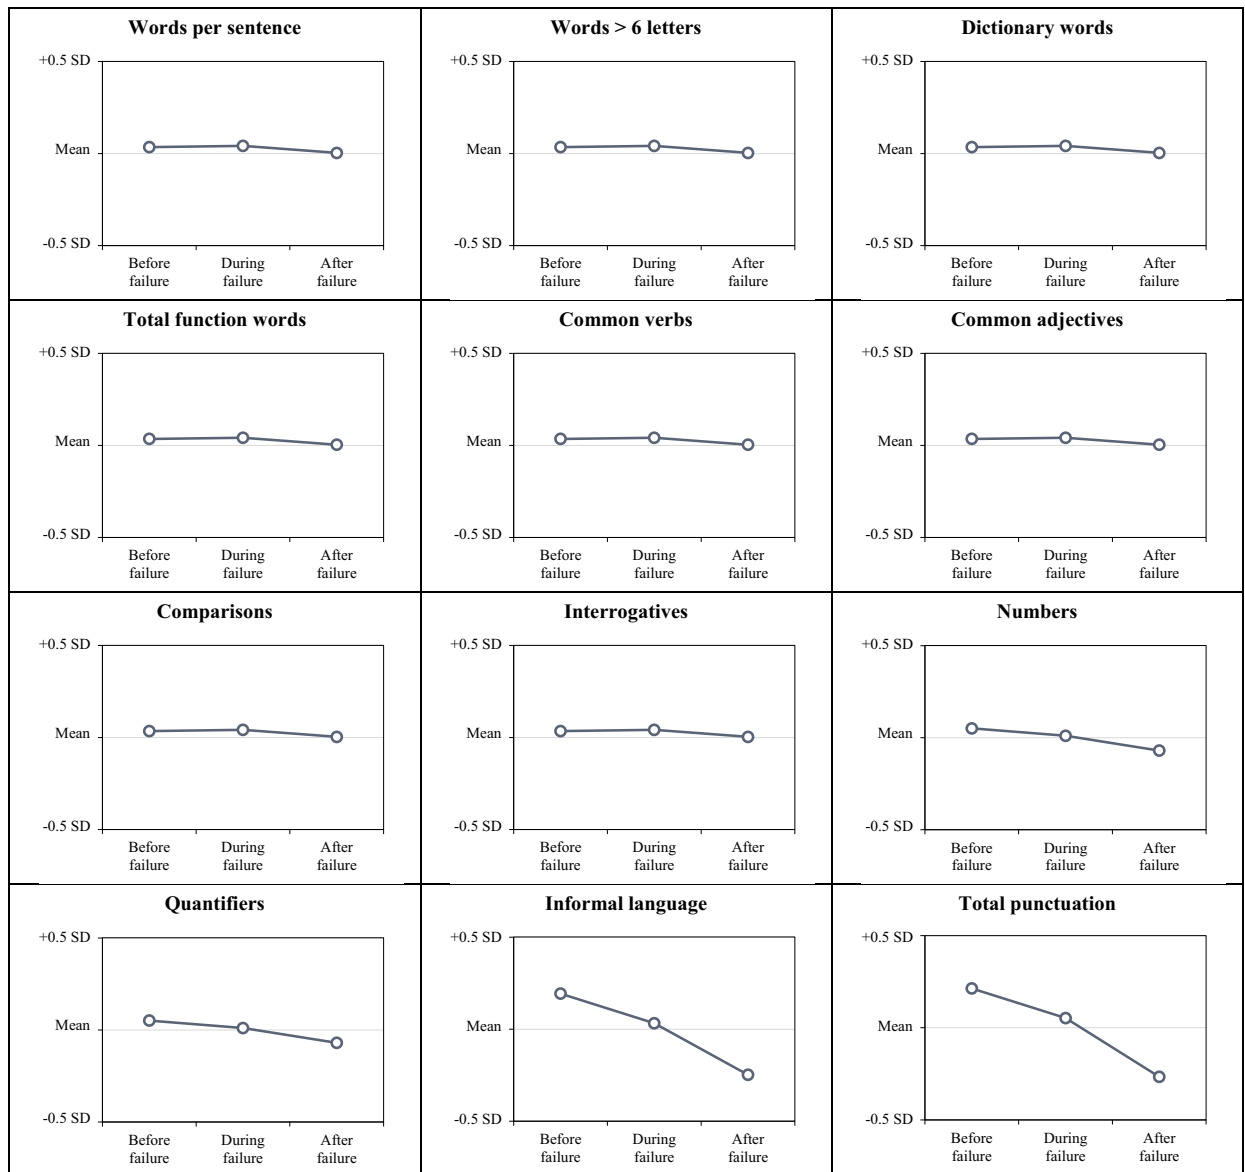 Words per sentence
+0.5 SD
Mean
-0.5 SD
Before failure
During failure
After failure
Words > 6 letters
+0.5 SD
Mean
-0.5 SD
Before failure
During failure
After failure
Dictionary words
+0.5 SD
Mean
-0.5 SD
Before failure
During failure
After failure
Total function words
+0.5 SD
Mean
-0.5 SD
Before failure
During failure
After failure
Common verbs
+0.5 SD
Mean
-0.5 SD
Before failure
During failure
After failure
Common adjectives
+0.5 SD
Mean
-0.5 SD
Before failure
During failure
After failure
Comparisons
+0.5 SD
Mean
-0.5 SD
Before failure
During failure
After failure
Interrogatives
+0.5 SD
Mean
-0.5 SD
Before failure
During failure
After failure
Numbers
+0.5 SD
Mean
-0.5 SD
Before failure
During failure
After failure
Quantifiers
+0.5 SD
Mean
-0.5 SD
Before failure
During failure
After failure
Informal language
+0.5 SD
Mean
-0.5 SD
Before failure
During failure
After failure
Total punctuation
+0.5 SD
Mean
-0.5 SD
Before failure
During failure
After failure